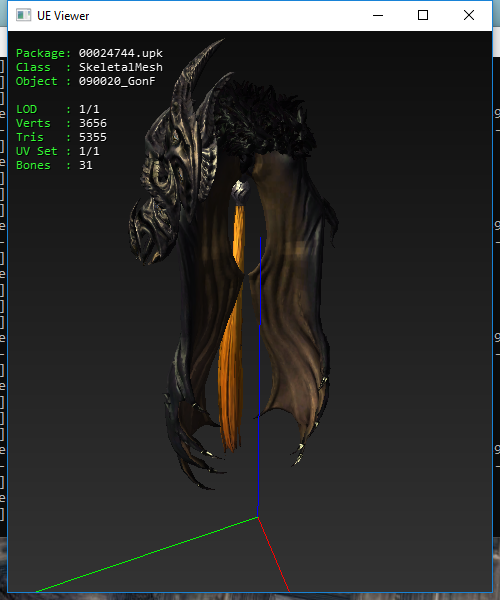 UE Viewer
Package: 00024744.upk
Class  : SkeletalMesh
Object : 090020_GonF
LOD    : 1/1
Verts  : 3656
Tris   : 5355
UV Set : 1/1
Bones  : 31